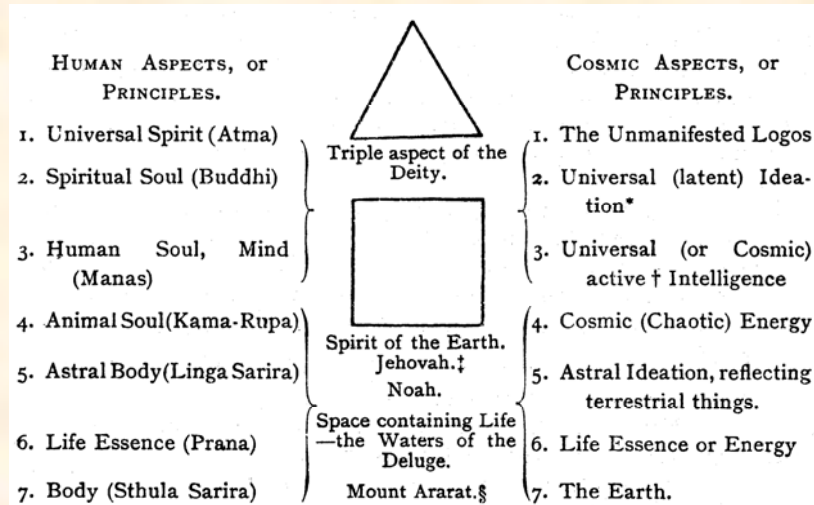 HUMAN ASPECTS, OR
PRINCIPLES.
1. Universal Spirit (Atma)
2. Spiritual Soul (Buddhi)
3. Human Soul, Mind
(Manas)
4. Animal Soul(Kama-Rupa)
5. Astral Body(Linga Sarira)
6. Life Essence (Prana)
7. Body (Sthula Sarira)
Triple aspect of the
Deity.
Spirit of the Earth.
Jehovah.‡
Noah.
Space containing Life
—the Waters of the
Deluge.
Mount Ararat.§
COSMIC ASPECTS, OR
PRINCIPLES.
1. The Unmanifested Logos
2. Universal (latent) Idea-
tion*
3. Universal (or Cosmic)
active † Intelligence
4. Cosmic (Chaotic) Energy
5. Astral Ideation, reflecting
terrestrial things.
6. Life Essence or Energy
7. The Earth.